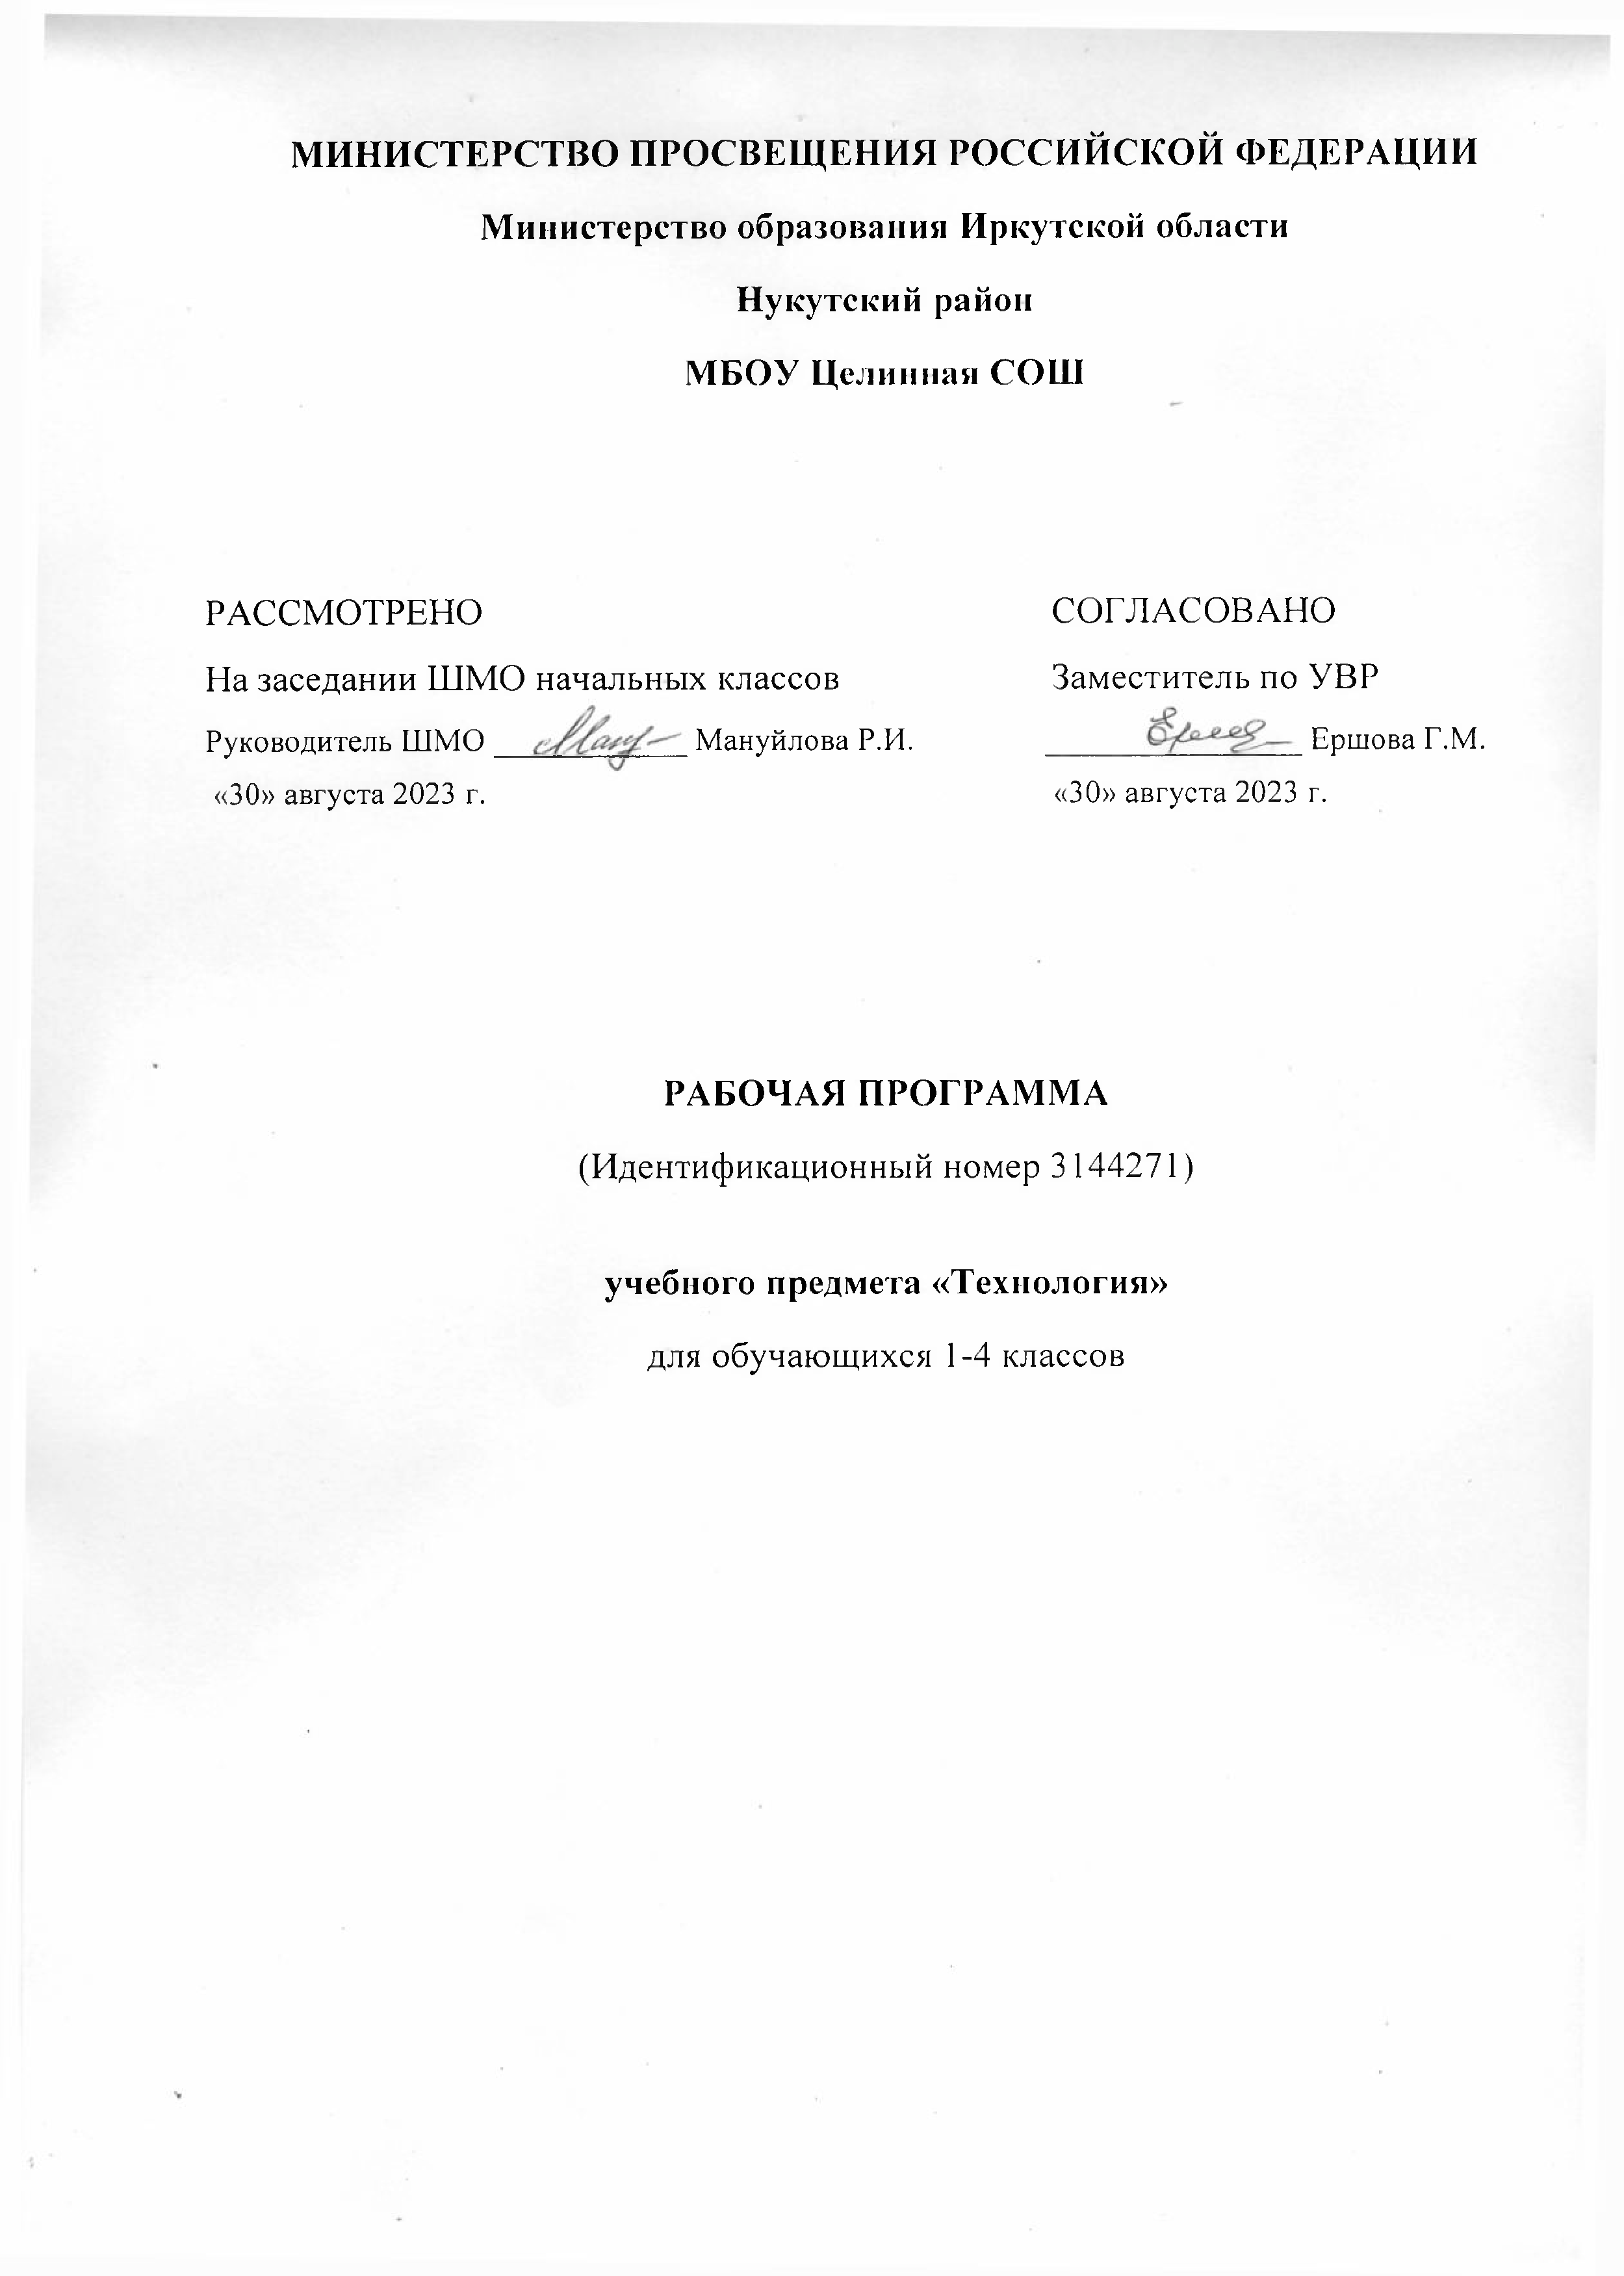 МИНИСТЕРСТВО ПРОСВЕЩЕНИЯ РОССИЙСКОЙ ФЕДЕРАЦИИ
Министерство образования Иркутской области
Нукутский район
МБОУ Целинная СОШ
РАССМОТРЕНО
На заседании ШМО начальных классов
Руководитель ШМО ____________ Мануйлова Р.И.
«30» августа 2023 г.
СОГЛАСОВАНО
Заместитель по УВР
________________ Ершова Г.М.
«30» августа 2023 г.
РАБОЧАЯ ПРОГРАММА
(Идентификационный номер 3144271)
учебного предмета «Технология»
для обучающихся 1-4 классов